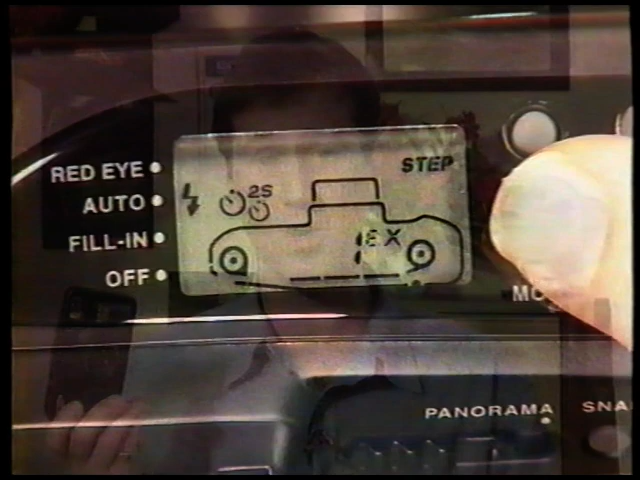 RED EYE
AUTO
FILL-IN
OFF
STEP
2S
EX
PANORAMA